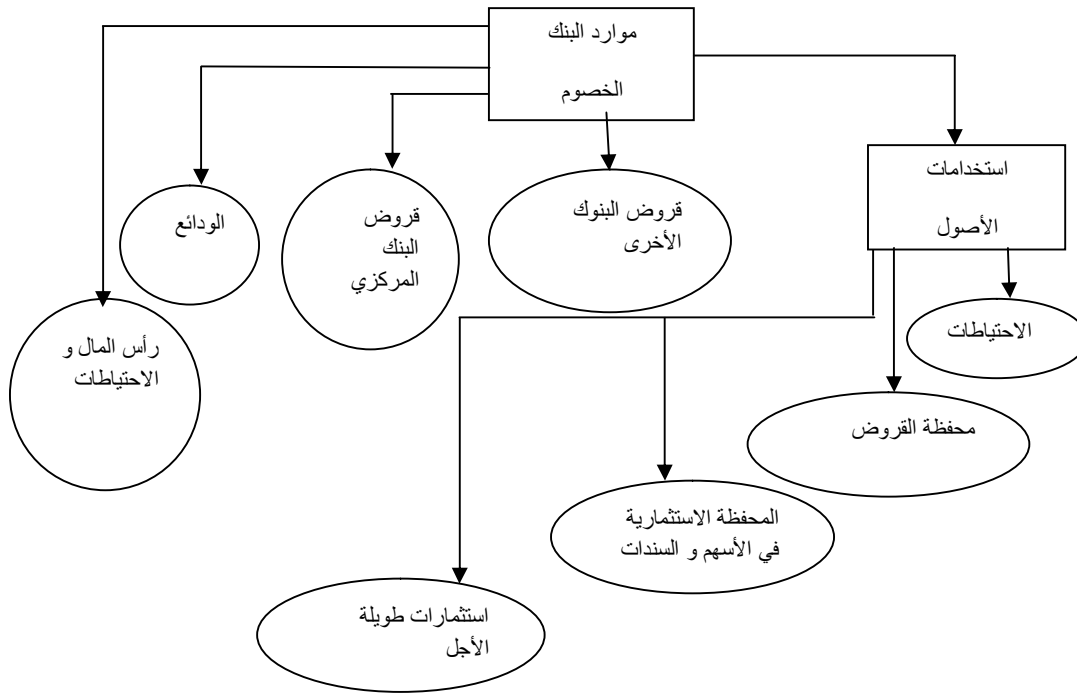 موارد البنك
الخصوم
استخدامات
الأصول
قروض البنوك
الأخرى
قروض
البنك
المركزي
الودائع
رأس المال و
الاحتياطات
الاحتياطات
محفظة القروض
المحفظة الاستثمارية
في الأسهم و السندات
استثمارات طويلة
الأجل